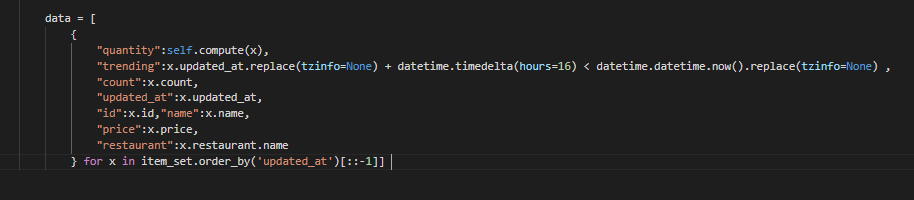 data = [
{
"quantity":self.compute(x),
"trending":x.updated_at.replace(tzinfo=None) + datetime.timedelta(hours=16) < datetime.datetime.now().replace(tzinfo=None) ,
"count":x.count,
"updated_at":x.updated_at,
"id":x.id,"name":x.name,
"price":x.price,
"restaurant":x.restaurant.name
} for x in item_set.order_by('updated_at')[::-1]]